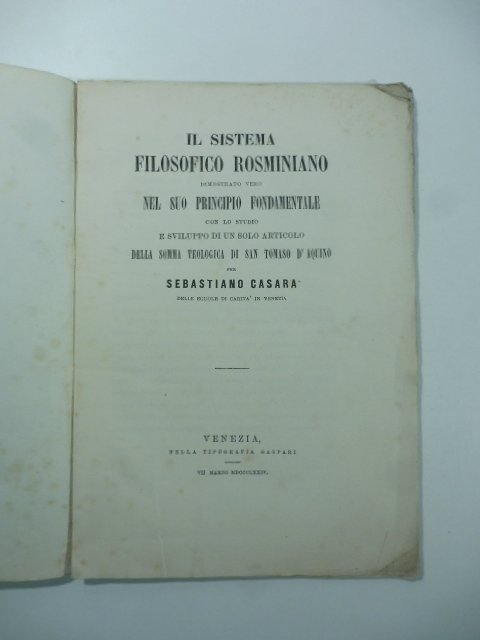 IL SISTEMA
FILOSOFICO ROSMINIANO
DIMOSTRATO VERO
NEL SUO PRINCIPIO FONDAMENTALE
CON LO STUDIO
E SVILUPPO DI UN SOLO ARTICOLO
DELLA SOMMA TEOLOGICA DI SAN TOMASO D'AQUINO
PER
SEBASTIANO CASARA
DELLE SCUOLE DI CARITA' IN VENEZIA
VENEZIA,
NELLA TIPOGRAFIA GASPARI
VII MARZO MDCCCLXXIV.